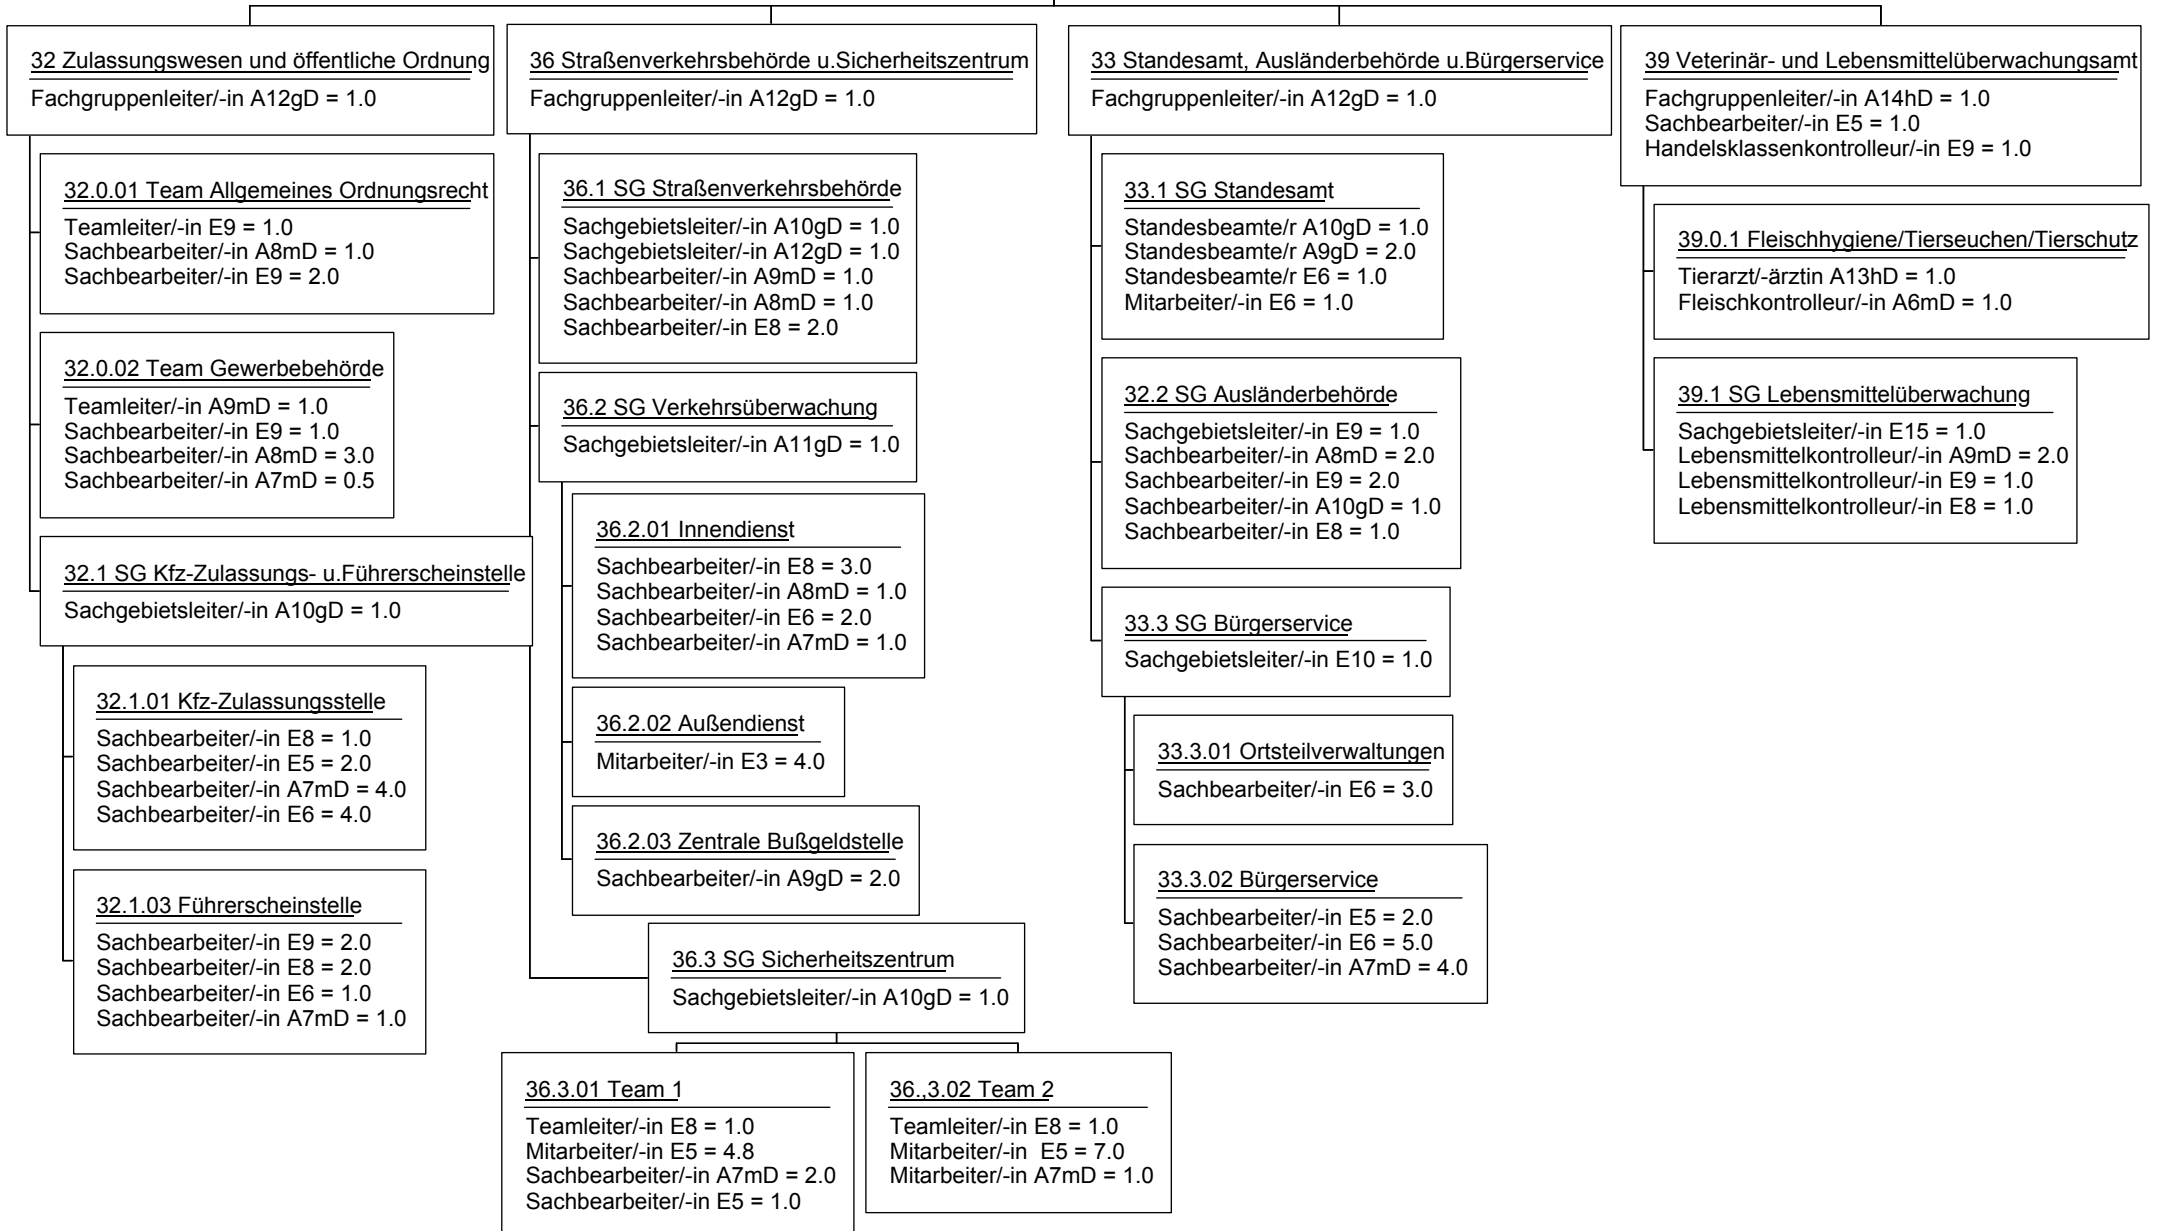 32 Zulassungswesen und öffentliche Ordnung
Fachgruppenleiter/-in A12gD = 1.0
32.0.01 Team Allgemeines Ordnungsrecht
Teamleiter/-in E9 = 1.0
Sachbearbeiter/-in A8mD = 1.0
Sachbearbeiter/-in E9 = 2.0
32.0.02 Team Gewerbebehörde
Teamleiter/-in A9mD = 1.0
Sachbearbeiter/-in E9 = 1.0
Sachbearbeiter/-in A8mD = 3.0
Sachbearbeiter/-in A7mD = 0.5
32.1 SG Kfz-Zulassungs- u.Führerscheinstelle
Sachgebietsleiter/-in A10gD = 1.0
32.1.01 Kfz-Zulassungsstelle
Sachbearbeiter/-in E8 = 1.0
Sachbearbeiter/-in E5 = 2.0
Sachbearbeiter/-in A7mD = 4.0
Sachbearbeiter/-in E6 = 4.0
32.1.03 Führerscheinstelle
Sachbearbeiter/-in E9 = 2.0
Sachbearbeiter/-in E8 = 2.0
Sachbearbeiter/-in E6 = 1.0
Sachbearbeiter/-in A7mD = 1.0
36 Straßenverkehrsbehörde u.Sicherheitszentrum
Fachgruppenleiter/-in A12gD = 1.0
36.1 SG Straßenverkehrsbehörde
Sachgebietsleiter/-in A10gD = 1.0
Sachgebietsleiter/-in A12gD = 1.0
Sachbearbeiter/-in A9mD = 1.0
Sachbearbeiter/-in A8mD = 1.0
Sachbearbeiter/-in E8 = 2.0
36.2 SG Verkehrsüberwachung
Sachgebietsleiter/-in A11gD = 1.0
36.2.01 Innendienst
Sachbearbeiter/-in E8 = 3.0
Sachbearbeiter/-in A8mD = 1.0
Sachbearbeiter/-in E6 = 2.0
Sachbearbeiter/-in A7mD = 1.0
36.2.02 Außendienst
Mitarbeiter/-in E3 = 4.0
36.2.03 Zentrale Bußgeldstelle
Sachbearbeiter/-in A9gD = 2.0
36.3 SG Sicherheitszentrum
Sachgebietsleiter/-in A10gD = 1.0
36.3.01 Team 1
Teamleiter/-in E8 = 1.0
Mitarbeiter/-in E5 = 4.8
Sachbearbeiter/-in A7mD = 2.0
Sachbearbeiter/-in E5 = 1.0
36.,3.02 Team 2
Teamleiter/-in E8 = 1.0
Mitarbeiter/-in  E5 = 7.0
Mitarbeiter/-in A7mD = 1.0
33 Standesamt, Ausländerbehörde u.Bürgerservice
Fachgruppenleiter/-in A12gD = 1.0
33.1 SG Standesamt
Standesbeamte/r A10gD = 1.0
Standesbeamte/r A9gD = 2.0
Standesbeamte/r E6 = 1.0
Mitarbeiter/-in E6 = 1.0
32.2 SG Ausländerbehörde
Sachgebietsleiter/-in E9 = 1.0
Sachbearbeiter/-in A8mD = 2.0
Sachbearbeiter/-in E9 = 2.0
Sachbearbeiter/-in A10gD = 1.0
Sachbearbeiter/-in E8 = 1.0
33.3 SG Bürgerservice
Sachgebietsleiter/-in E10 = 1.0
33.3.01 Ortsteilverwaltungen
Sachbearbeiter/-in E6 = 3.0
33.3.02 Bürgerservice
Sachbearbeiter/-in E5 = 2.0
Sachbearbeiter/-in E6 = 5.0
Sachbearbeiter/-in A7mD = 4.0
39 Veterinär- und Lebensmittelüberwachungsamt
Fachgruppenleiter/-in A14hD = 1.0
Sachbearbeiter/-in E5 = 1.0
Handelsklassenkontrolleur/-in E9 = 1.0
39.0.1 Fleischhygiene/Tierseuchen/Tierschutz
Tierarzt/-ärztin A13hD = 1.0
Fleischkontrolleur/-in A6mD = 1.0
39.1 SG Lebensmittelüberwachung
Sachgebietsleiter/-in E15 = 1.0
Lebensmittelkontrolleur/-in A9mD = 2.0
Lebensmittelkontrolleur/-in E9 = 1.0
Lebensmittelkontrolleur/-in E8 = 1.0